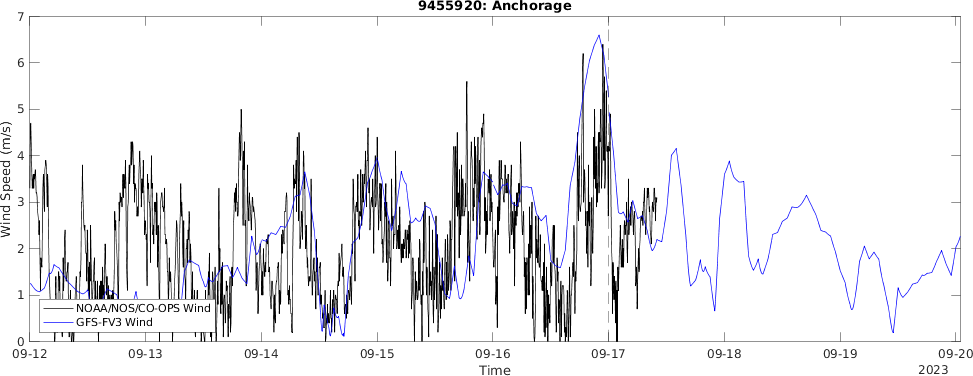 9455920: Anchorage
Wind Speed (m/s)
7
6
5
4
3
2
1
0
NOAA/NOS/CO-OPS Wind
GFS-FV3 Wind
09-12 09-13 09-14 09-15 09-16 09-17 09-18 09-19 09-20
Time
2023